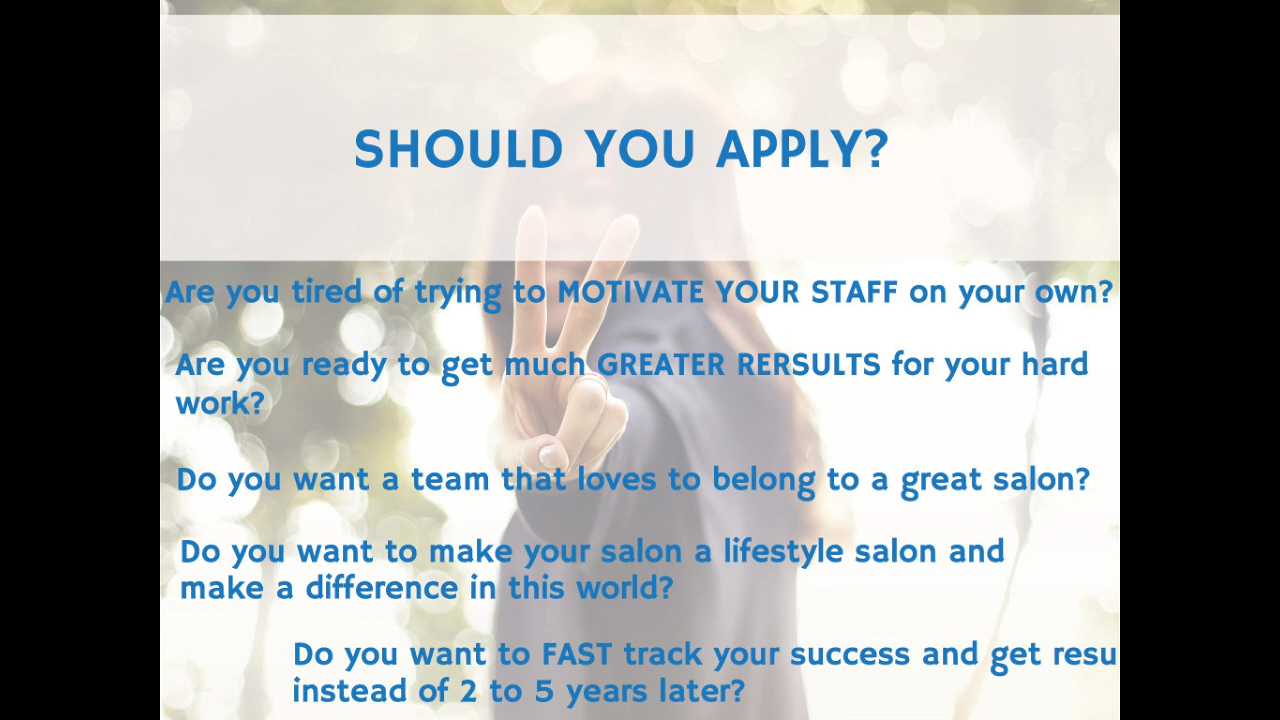 SHOULD YOU APPLY?
Are you tired of trying to MOTIVATE YOUR STAFF on your own?
Are you ready to get much GREATER RERSULTS for your hard
work?
Do you want a team that loves to belong to a great salon?
Do you want to make your salon a lifestyle salon and
make a difference in this world?
Do you want to FAST track your success and get resu
instead of 2 to 5 years later?